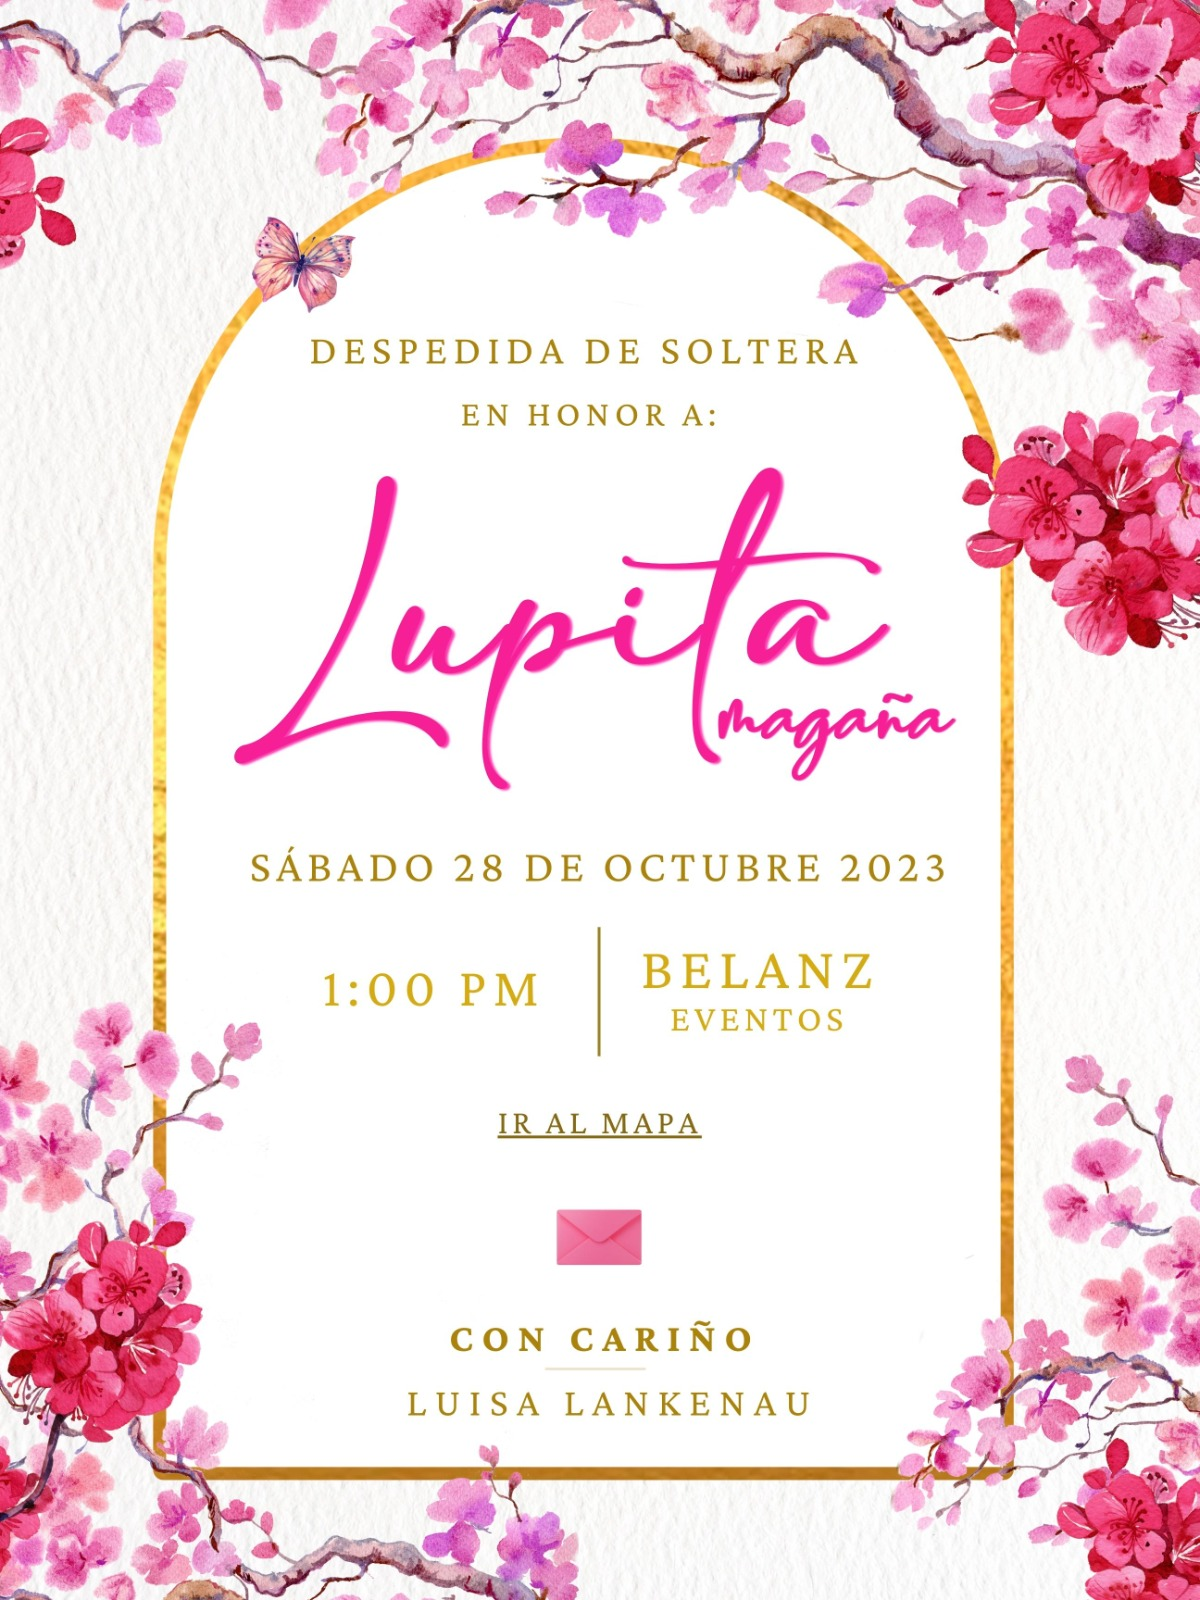 DESPEDIDA DE SOLTERA
EN HONOR A:
Lupita
magaña
SÁBADO 28 DE OCTUBRE 2023
1:00 PM
BELANZ
EVENTOS
IR AL MAPA
CON CARIÑO
LUISA LANKENAU